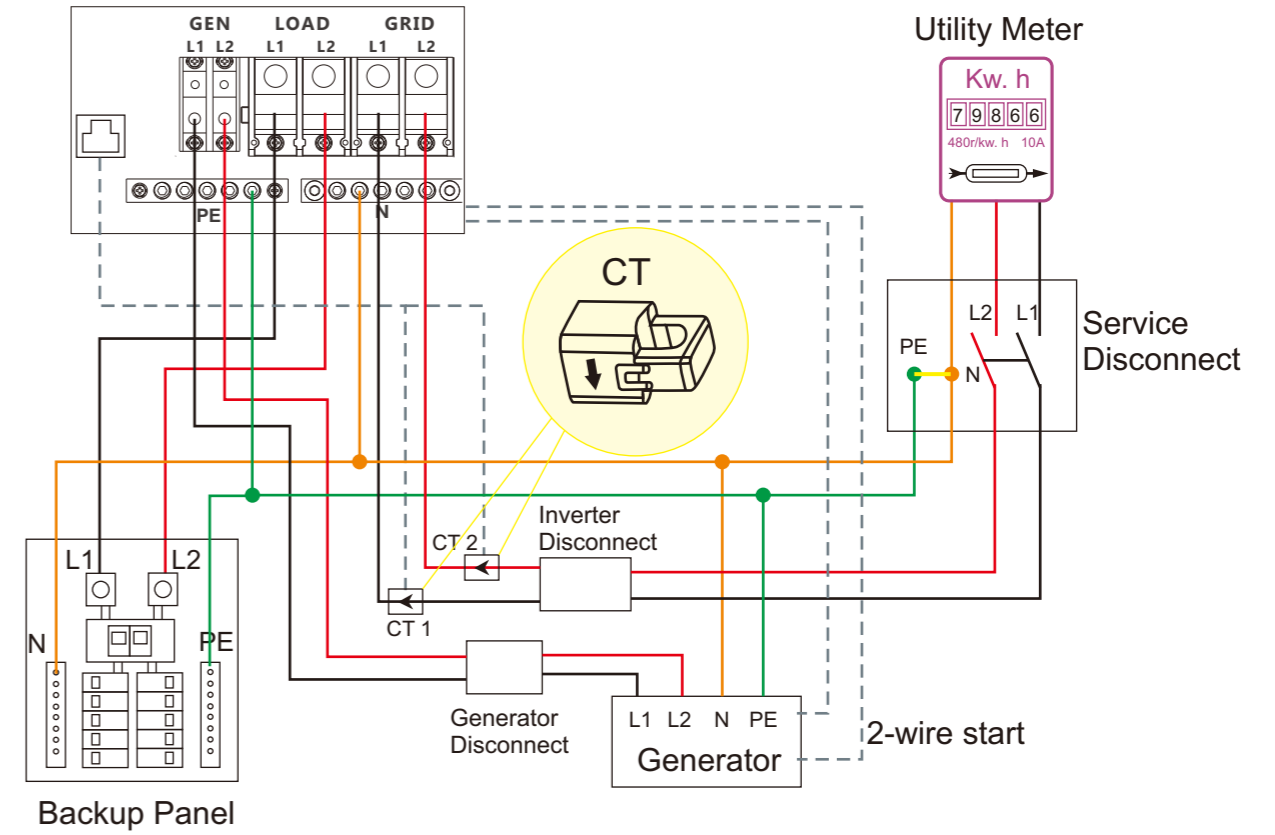 GEN LOAD GRID
L1 L2 L1 L2 L1 L2
PE
N
Utility Meter
Kw. h
79866
480r/kw. h 10A
CT
L2 L1
PE
N
Service
Disconnect
Inverter
Disconnect
CT 2
CT 1
L1 L2
N PE
Generator
Disconnect
L1 L2 N PE
Generator
2-wire start
Backup Panel